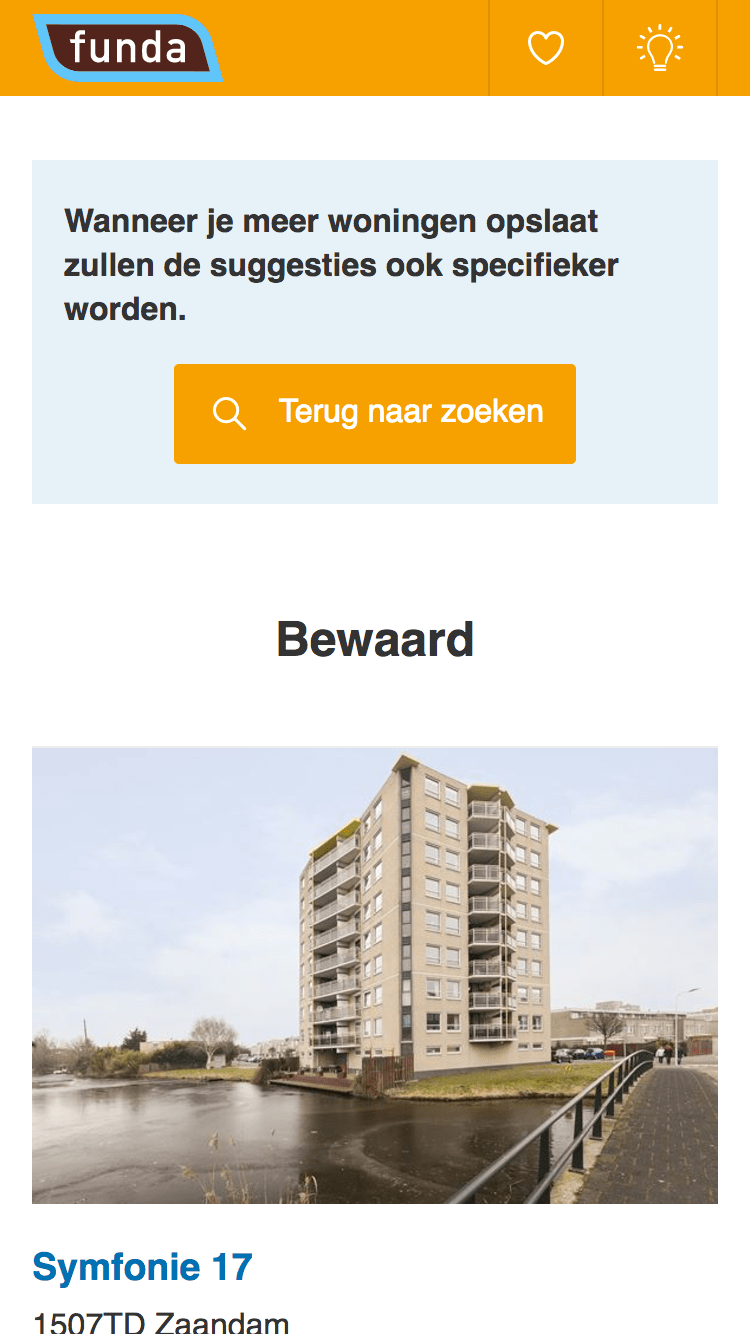 funda
Wanneer je meer woningen opslaat
zullen de suggesties ook specifieker
worden.
Terug naar zoeken
Bewaard
Symfonie 17
1507TD Zaandam